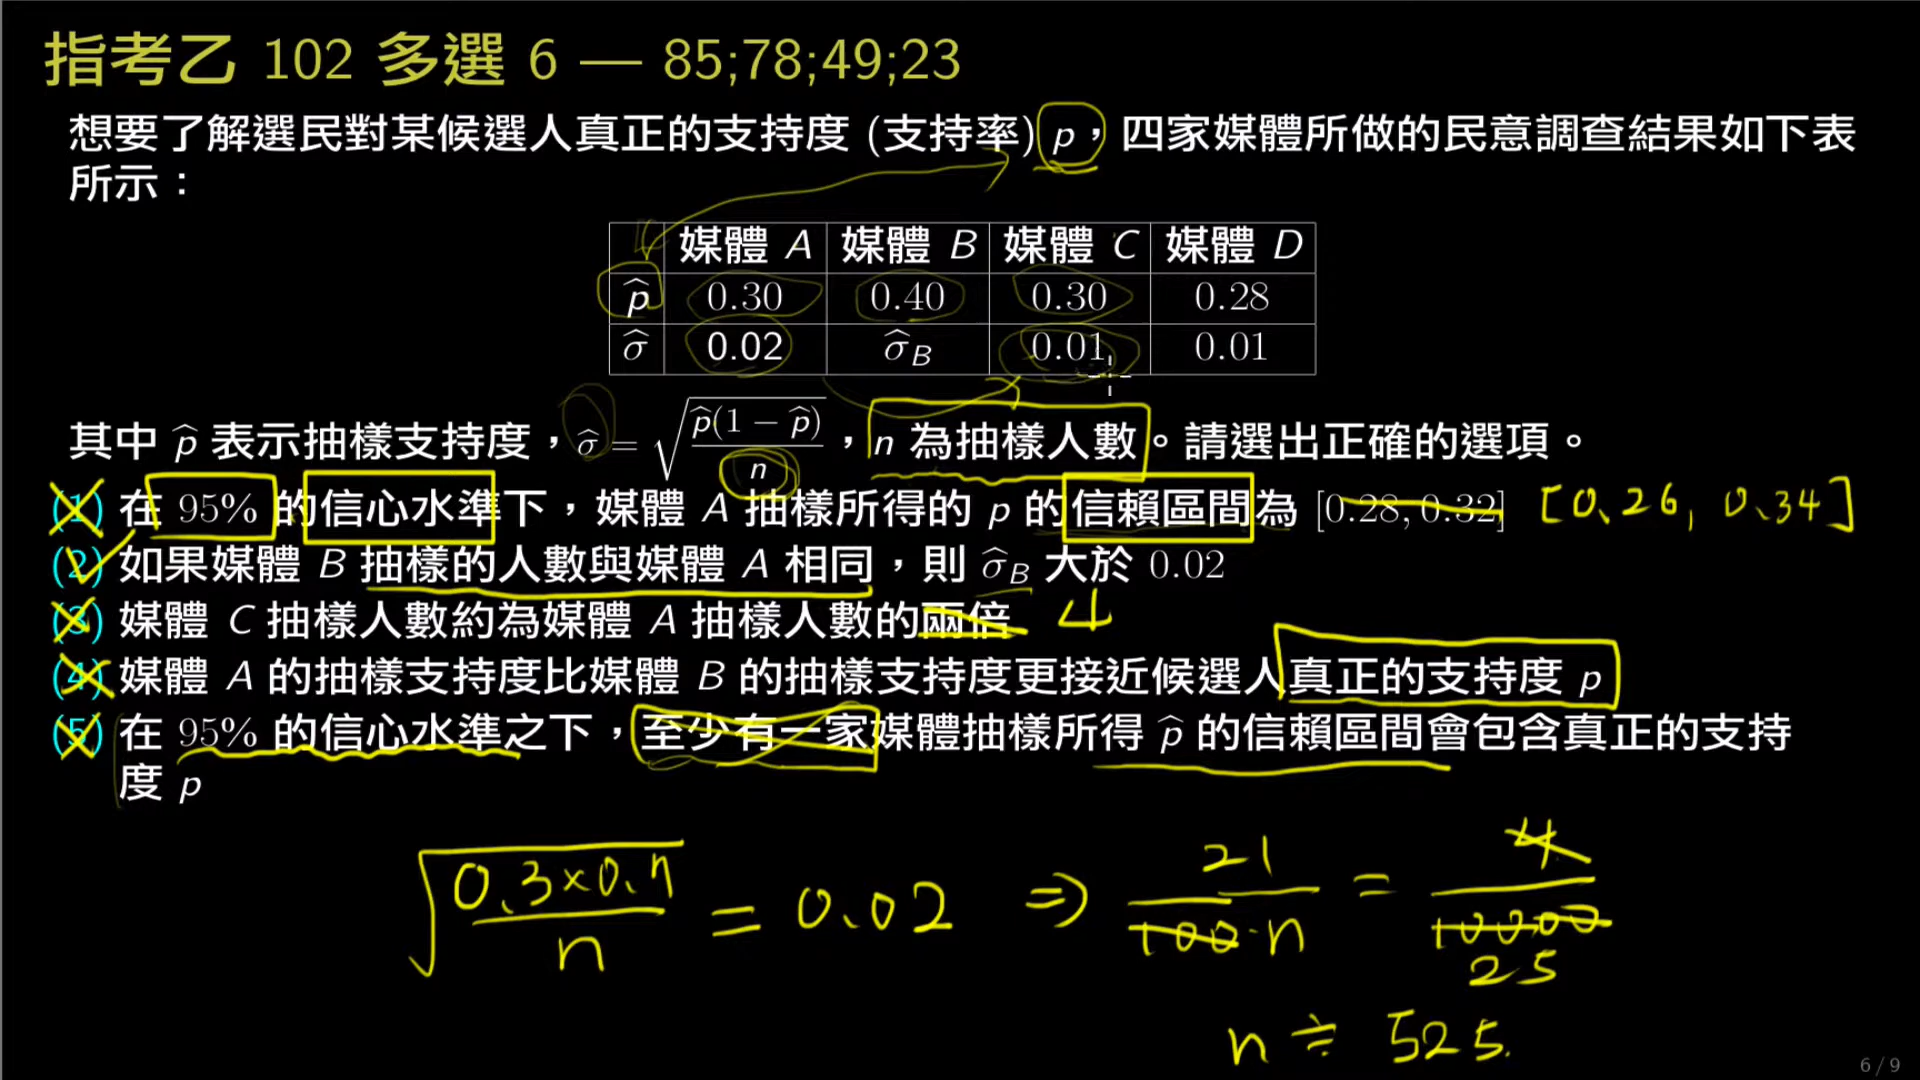 指考乙 102 多選 6 — 85;78;49;23
想要了解選民對某候選人真正的支持度 (支持率) p，四家媒體所做的民意調查結果如下表
所示：
媒體 A 媒體 B 媒體 C 媒體 D
p̂ 0.30 0.40 0.30 0.28
σ̂ 0.02 σ̂_B 0.01 0.01
其中 p̂ 表示抽樣支持度，σ̂ = √(p̂(1 − p̂)/n)，n 為抽樣人數。請選出正確的選項。
(1) 在 95% 的信心水準下，媒體 A 抽樣所得的 p 的信賴區間為 [0.28, 0.32] [0.26, 0.34]
(2) 如果媒體 B 抽樣的人數與媒體 A 相同，則 σ̂_B 大於 0.02
(3) 媒體 C 抽樣人數約為媒體 A 抽樣人數的兩倍 4
(4) 媒體 A 的抽樣支持度比媒體 B 的抽樣支持度更接近候選人真正的支持度 p
(5) 在 95% 的信心水準之下，至少有一家媒體抽樣所得 p̂ 的信賴區間會包含真正的支持
度 p
√(0.3×0.7/n) = 0.02 ⇒ 21/(100·n) = 4/10000 25
n ≑ 525.
6 / 9